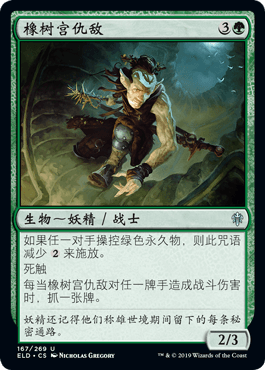 橡树宫仇敌 3
生物～妖精 / 战士
如果任一对手操控绿色永久物，则此咒语
减少 2 来施放。
死触
每当橡树宫仇敌对任一牌手造成战斗伤害
时，抓一张牌。
妖精还记得他们称雄世境期间留下的每条秘
密通路。
2/3
167/269 U
ELD • CS NICHOLAS GREGORY
™ & © 2019 Wizards of the Coast